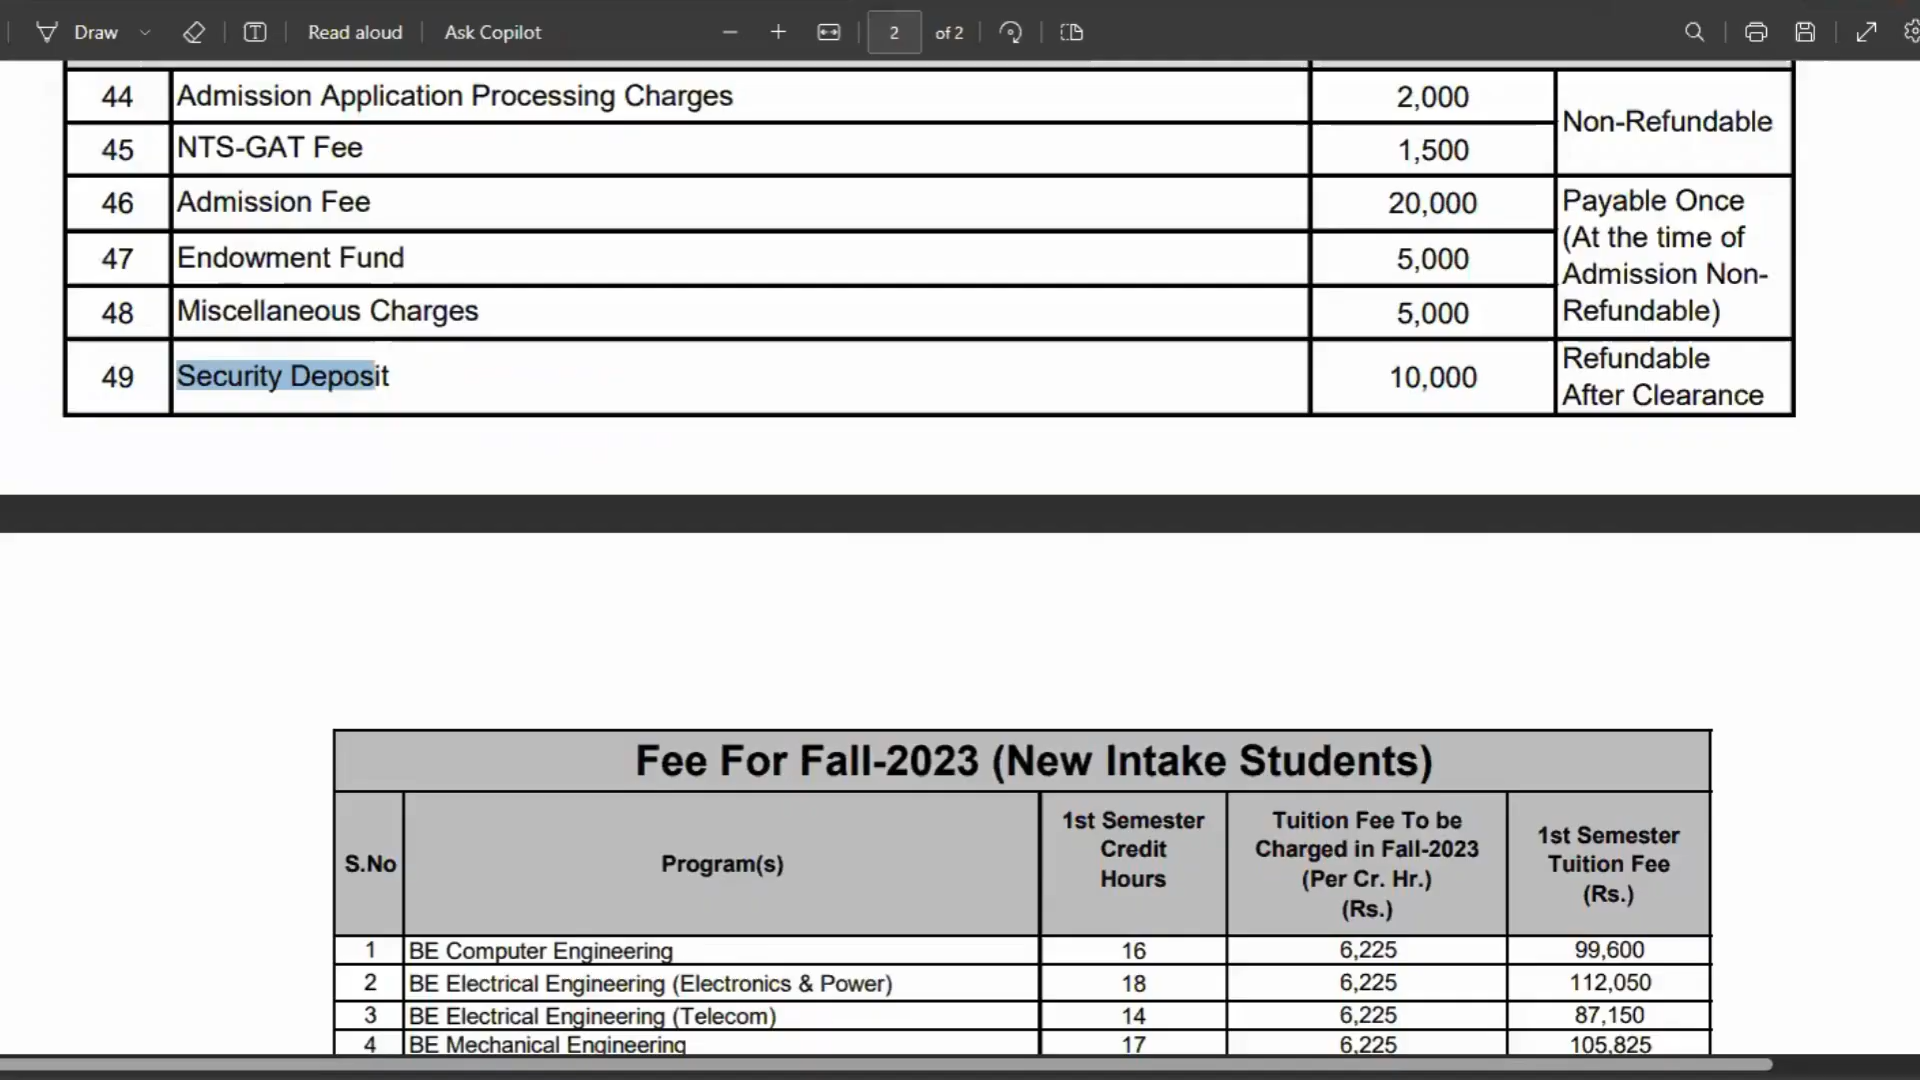 Draw
Read aloud
Ask Copilot
2
of 2
44 Admission Application Processing Charges 2,000
Non-Refundable
45 NTS-GAT Fee 1,500
46 Admission Fee 20,000
47 Endowment Fund 5,000
48 Miscellaneous Charges 5,000
Payable Once
(At the time of
Admission Non-
Refundable)
49 Security Deposit 10,000
Refundable
After Clearance
Fee For Fall-2023 (New Intake Students)
S.No
Program(s)
1st Semester
Credit
Hours
Tuition Fee To be
Charged in Fall-2023
(Per Cr. Hr.)
(Rs.)
1st Semester
Tuition Fee
(Rs.)
1 BE Computer Engineering 16 6,225 99,600
2 BE Electrical Engineering (Electronics & Power) 18 6,225 112,050
3 BE Electrical Engineering (Telecom) 14 6,225 87,150
4 BE Mechanical Engineering 17 6,225 105,825